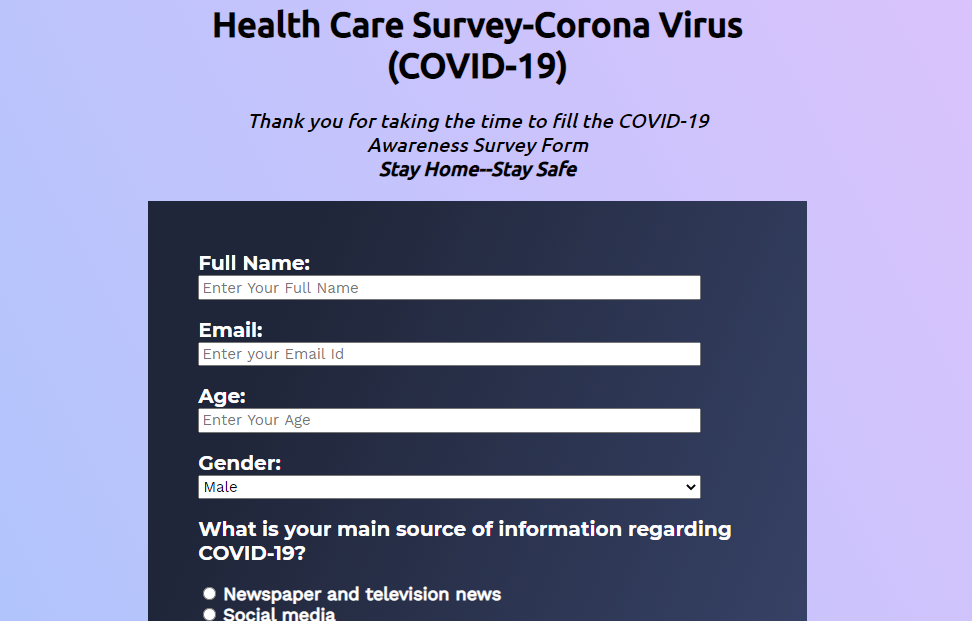 Health Care Survey-Corona Virus
(COVID-19)
Thank you for taking the time to fill the COVID-19
Awareness Survey Form
Stay Home--Stay Safe
Full Name:
Enter Your Full Name
Email:
Enter your Email Id
Age:
Enter Your Age
Gender:
Male
What is your main source of information regarding
COVID-19?
Newspaper and television news
Social media